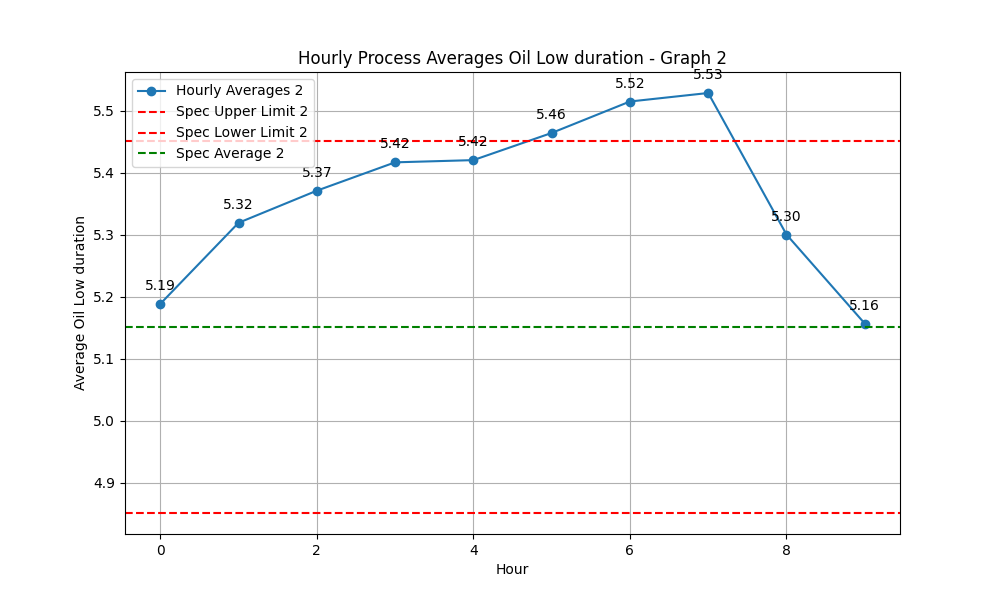 Hourly Process Averages Oil Low duration - Graph 2
Hourly Averages 2
Spec Upper Limit 2
Spec Lower Limit 2
Spec Average 2
5.19
5.32
5.37
5.42
5.42
5.46
5.52
5.53
5.30
5.16
5.5
5.4
5.3
5.2
5.1
5.0
4.9
Average Oil Low duration
0 2 4 6 8
Hour